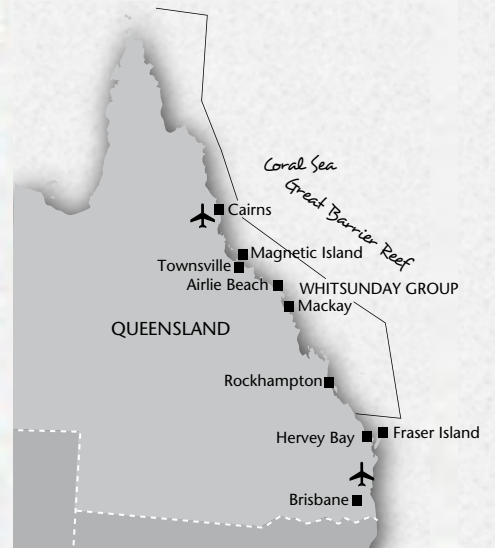 Coral Sea
Great Barrier Reef
Cairns
Magnetic Island
Townsville
Airlie Beach
WHITSUNDAY GROUP
Mackay
QUEENSLAND
Rockhampton
Hervey Bay
Fraser Island
Brisbane